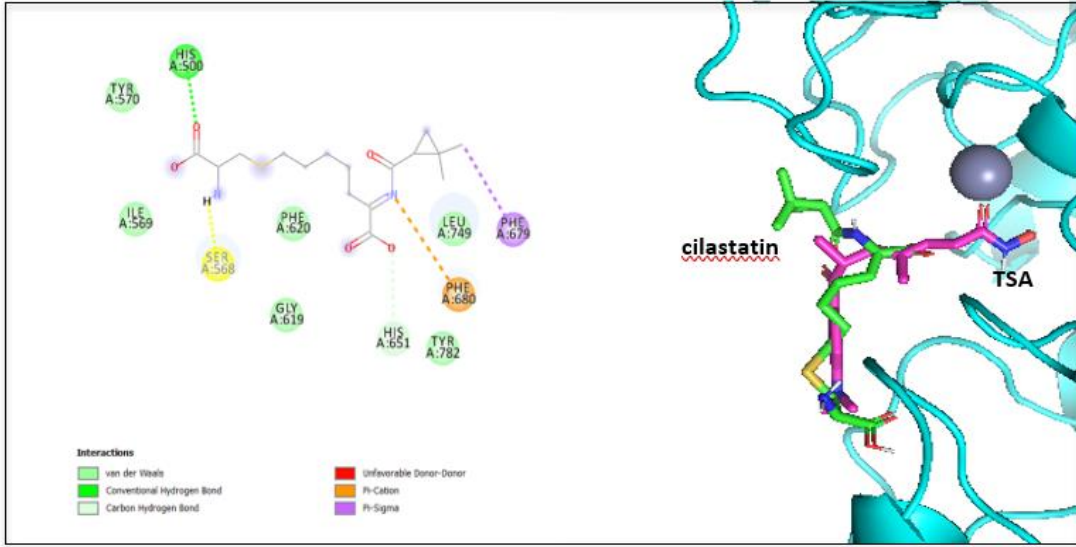 HIS
A:500
TYR
A:570
O
O
N
H
O
N
ILE
A:569
PHE
A:620
LEU
A:749
PHE
A:679
SER
A:568
O
O
PHE
A:680
GLY
A:619
HIS
A:651
TYR
A:782
cilastatin
TSA
Interactions
van der Waals
Conventional Hydrogen Bond
Carbon Hydrogen Bond
Unfavorable Donor-Donor
Pi-Cation
Pi-Sigma